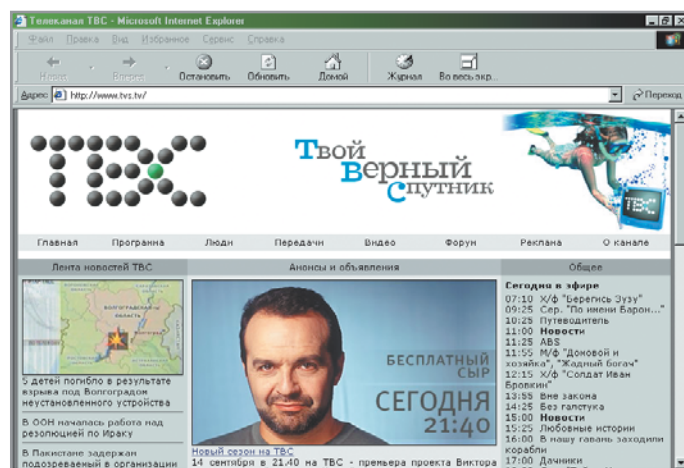 Телеканал ТВС - Microsoft Internet Explorer
Файл Правка Вид Избранное Сервис Справка
Назад Вперед Остановить Обновить Домой Журнал Во весь экр...
Адрес http://www.tvs.tv/ Переход
ТВС
Твой
Верный
Спутник
ТВС
Главная Программа Люди Передачи Видео Форум Реклама О канале
Лента новостей ТВС
ВОЛГОГРАДСКАЯ
ОБЛАСТЬ
5 детей погибло в результате
взрыва под Волгоградом
неустановленного устройства
В ООН началась работа над
резолюцией по Ираку
В Пакистане задержан
подозреваемый в организации
Анонсы и объявления
БЕСПЛАТНЫЙ
СЫР
СЕГОДНЯ
21:40
Новый сезон на ТВС
14 сентября в 21.40 на ТВС - премьера проекта Виктора
Общее
Сегодня в эфире
07:10 Х/ф "Берегись Зузу"
09:25 Сер. "По имени Барон..."
10:25 Путеводитель
11:00 Новости
11:25 ABS
11:55 М/ф "Домовой и
хозяйка", "Жадный богач"
12:15 Х/ф "Солдат Иван
Бровкин"
13:55 Вне закона
14:25 Без галстука
15:00 Новости
15:25 Любовные истории
16:00 В нашу гавань заходили
корабли
17:00 Дачники